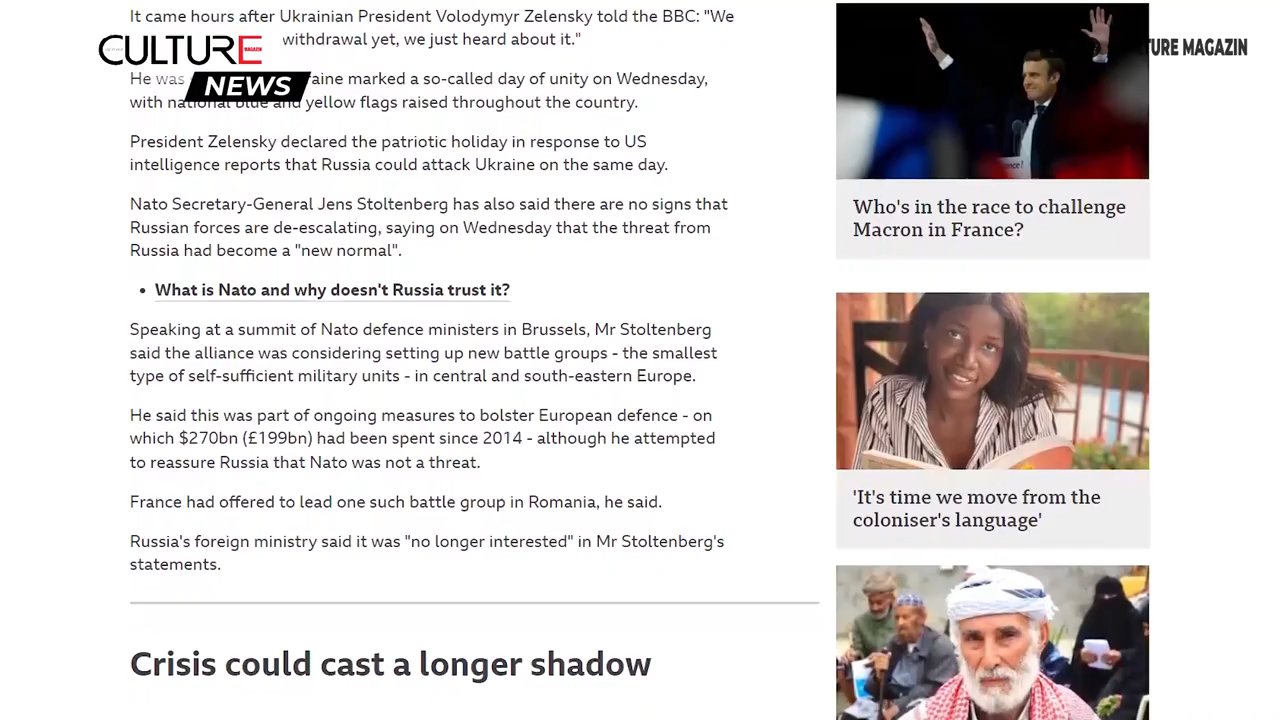 It came hours after Ukrainian President Volodymyr Zelensky told the BBC: "We
withdrawal yet, we just heard about it."
CULTURE
MAGAZIN
NEWS
TURE MAGAZIN
He was raine marked a so-called day of unity on Wednesday,
with national blue and yellow flags raised throughout the country.
President Zelensky declared the patriotic holiday in response to US
intelligence reports that Russia could attack Ukraine on the same day.
Nato Secretary-General Jens Stoltenberg has also said there are no signs that
Russian forces are de-escalating, saying on Wednesday that the threat from
Russia had become a "new normal".
• What is Nato and why doesn't Russia trust it?
Speaking at a summit of Nato defence ministers in Brussels, Mr Stoltenberg
said the alliance was considering setting up new battle groups - the smallest
type of self-sufficient military units - in central and south-eastern Europe.
He said this was part of ongoing measures to bolster European defence - on
which $270bn (£199bn) had been spent since 2014 - although he attempted
to reassure Russia that Nato was not a threat.
France had offered to lead one such battle group in Romania, he said.
Russia's foreign ministry said it was "no longer interested" in Mr Stoltenberg's
statements.
Crisis could cast a longer shadow
Who's in the race to challenge
Macron in France?
'It's time we move from the
coloniser's language'